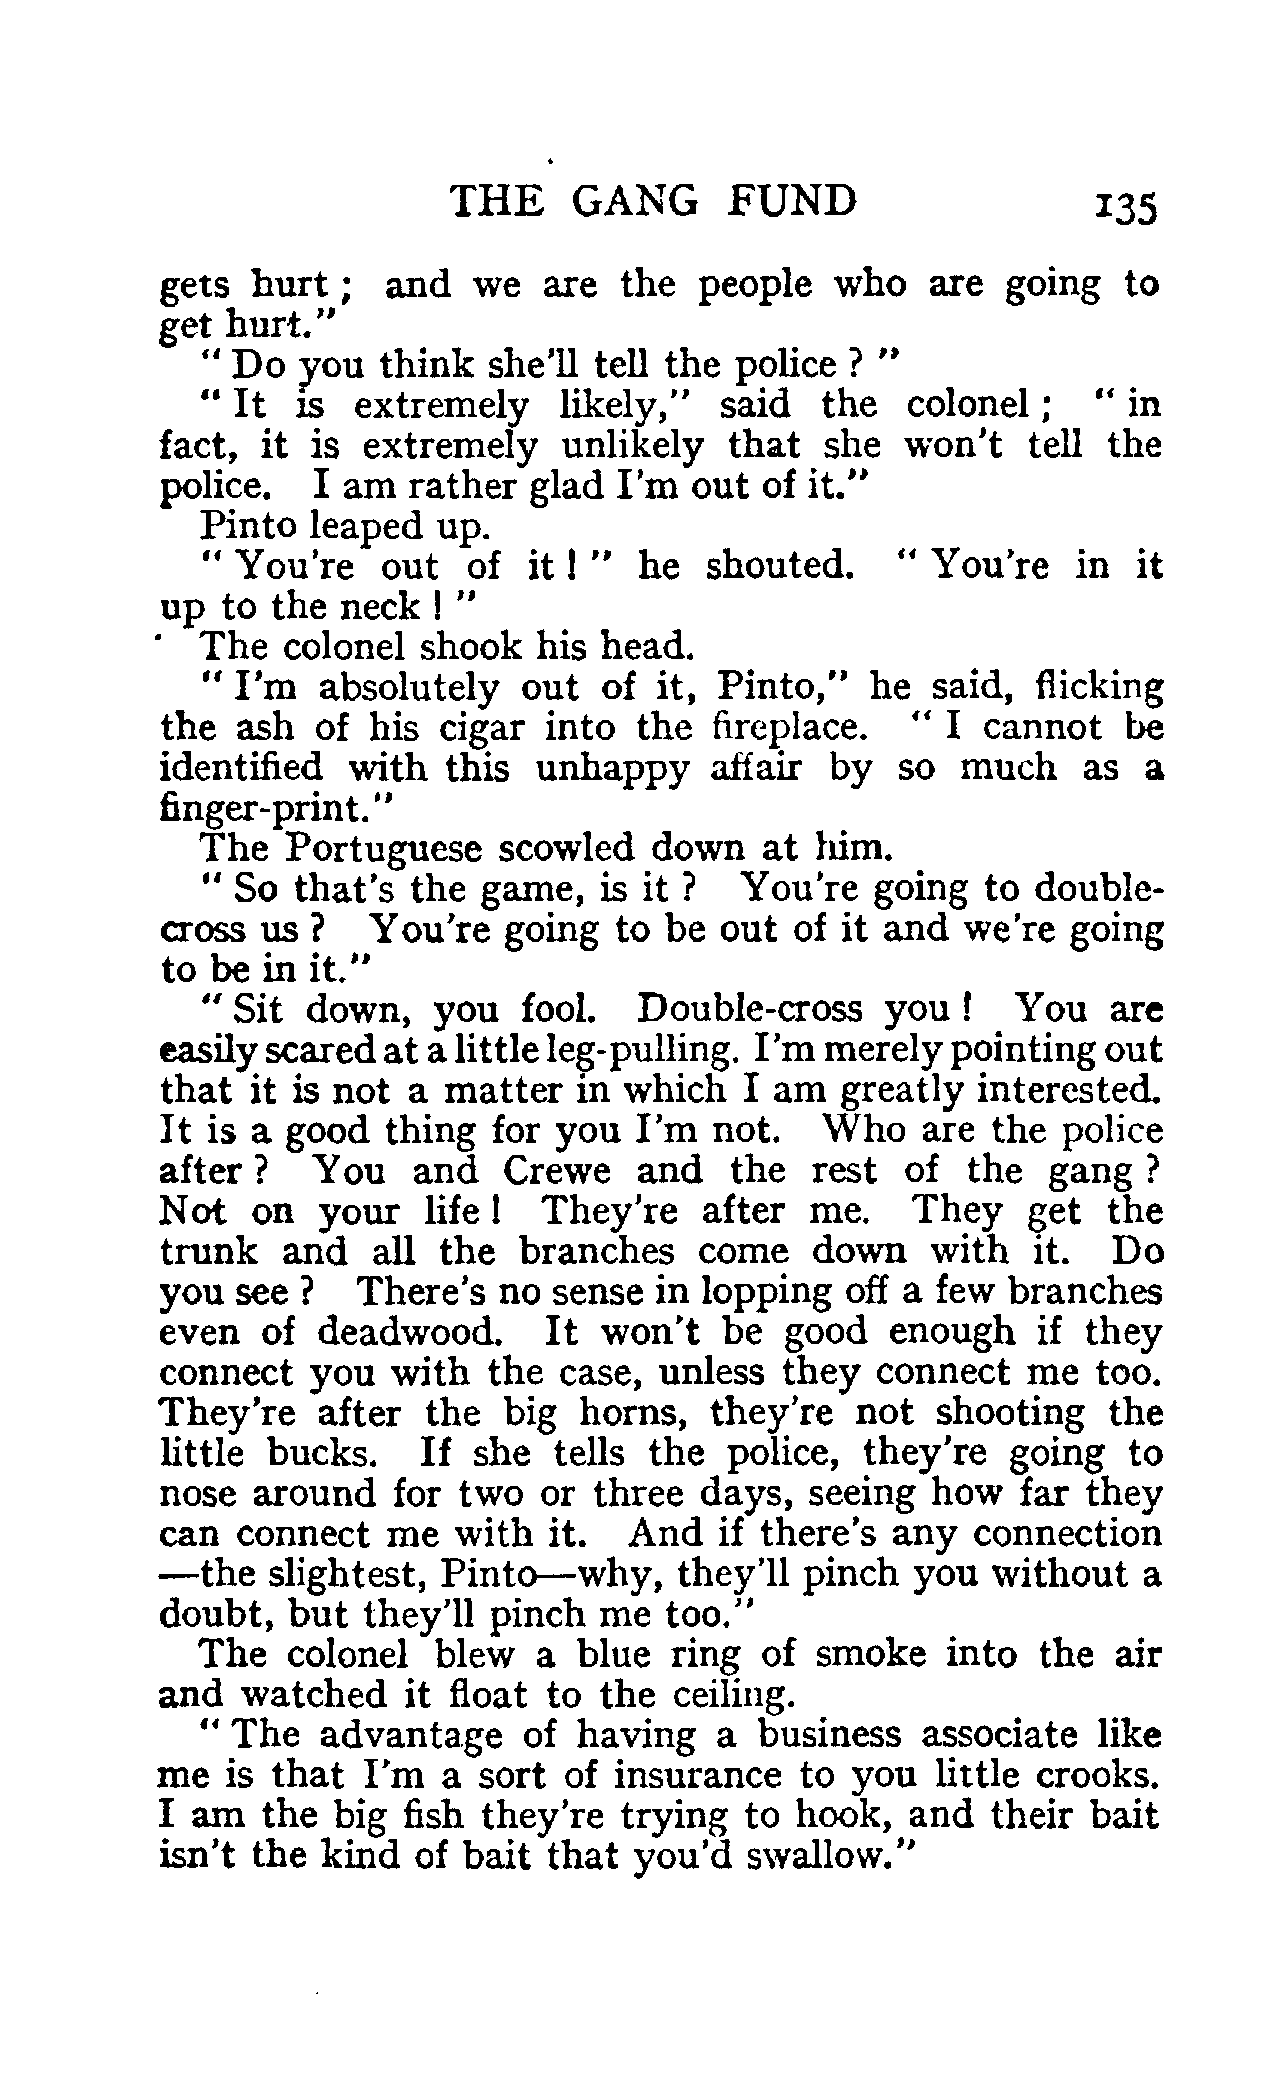 THE GANG FUND 135
gets hurt ; and we are the people who are going to
get hurt."
" Do you think she'll tell the police ? "
" It is extremely likely," said the colonel ; " in
fact, it is extremely unlikely that she won't tell the
police. I am rather glad I'm out of it."
Pinto leaped up.
" You're out of it ! " he shouted. " You're in it
up to the neck ! "
The colonel shook his head.
" I'm absolutely out of it, Pinto," he said, flicking
the ash of his cigar into the fireplace. " I cannot be
identified with this unhappy affair by so much as a
finger-print."
The Portuguese scowled down at him.
" So that's the game, is it ? You're going to double-
cross us ? You're going to be out of it and we're going
to be in it."
" Sit down, you fool. Double-cross you ! You are
easily scared at a little leg-pulling. I'm merely pointing out
that it is not a matter in which I am greatly interested.
It is a good thing for you I'm not. Who are the police
after ? You and Crewe and the rest of the gang ?
Not on your life ! They're after me. They get the
trunk and all the branches come down with it. Do
you see ? There's no sense in lopping off a few branches
even of deadwood. It won't be good enough if they
connect you with the case, unless they connect me too.
They're after the big horns, they're not shooting the
little bucks. If she tells the police, they're going to
nose around for two or three days, seeing how far they
can connect me with it. And if there's any connection
—the slightest, Pinto—why, they'll pinch you without a
doubt, but they'll pinch me too."
The colonel blew a blue ring of smoke into the air
and watched it float to the ceiling.
" The advantage of having a business associate like
me is that I'm a sort of insurance to you little crooks.
I am the big fish they're trying to hook, and their bait
isn't the kind of bait that you'd swallow."